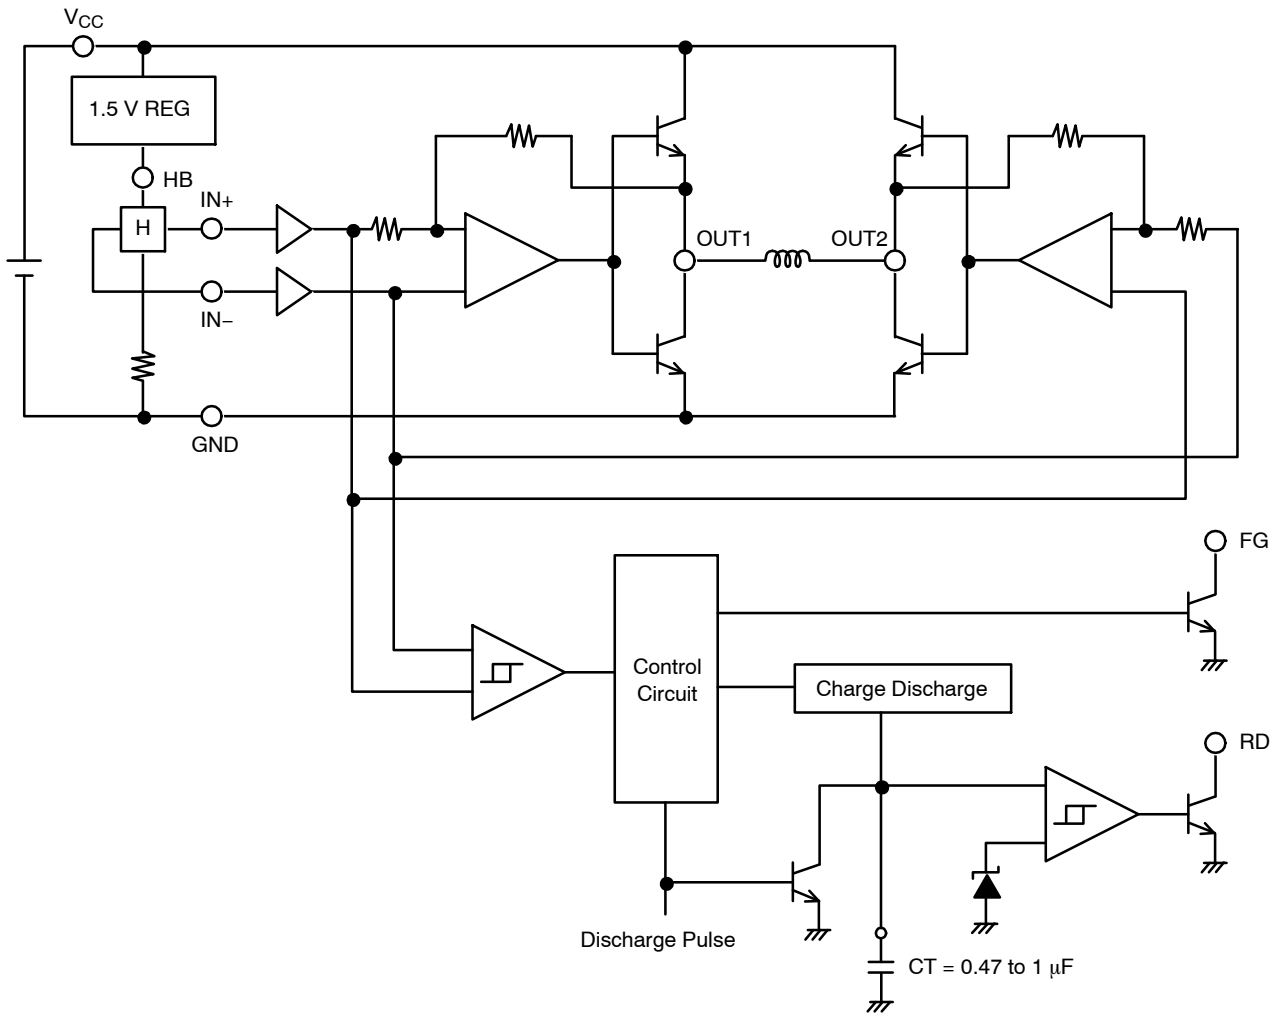 VCC
1.5 V REG
HB
IN+
H
OUT1
OUT2
IN−
GND
FG
Control
Circuit
Charge Discharge
RD
Discharge Pulse
CT = 0.47 to 1 μF